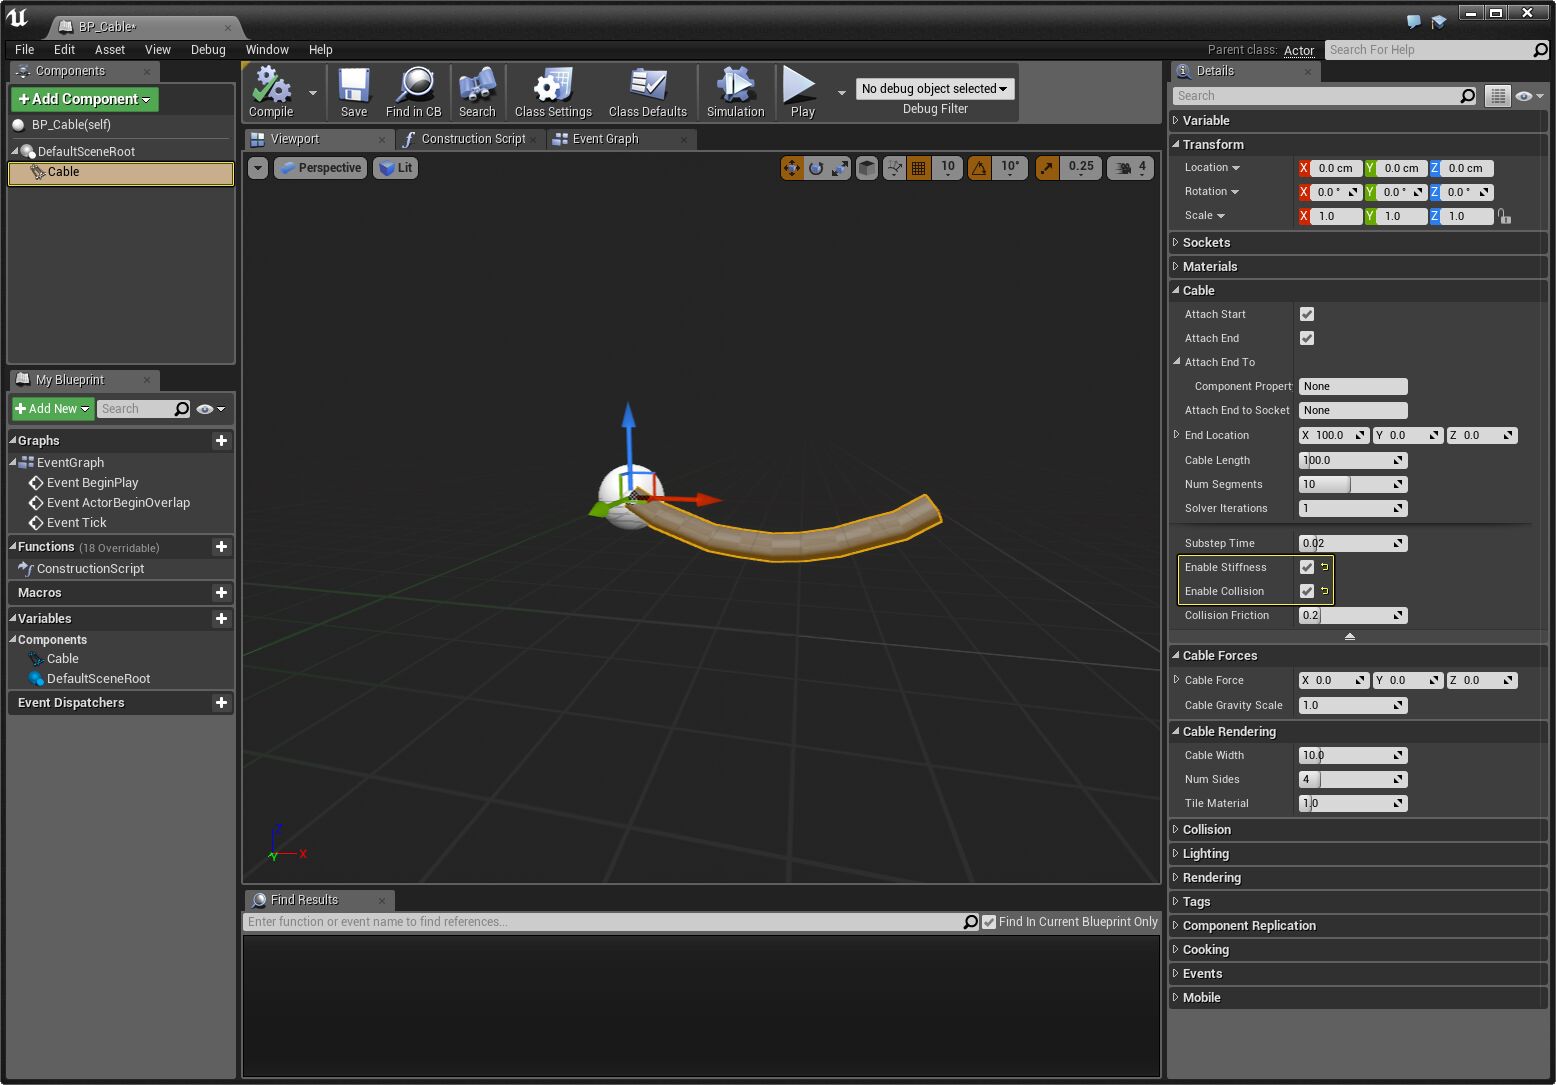 BP_Cable*
File Edit Asset View Debug Window Help
Parent class: Actor
Search For Help
Components
+Add Component
BP_Cable(self)
DefaultSceneRoot
Cable
My Blueprint
Add New
Search
Graphs
EventGraph
Event BeginPlay
Event ActorBeginOverlap
Event Tick
Functions (18 Overridable)
ConstructionScript
Macros
Variables
Components
Cable
DefaultSceneRoot
Event Dispatchers
Compile
Save
Find in CB
Search
Class Settings
Class Defaults
Simulation
Play
No debug object selected
Debug Filter
Viewport
Construction Script
Event Graph
Perspective
Lit
10
10°
0.25
4
Z
X
Y
Find Results
Enter function or event name to find references...
Find In Current Blueprint Only
Details
Search
Variable
Transform
Location X 0.0 cm Y 0.0 cm Z 0.0 cm
Rotation X 0.0 ° Y 0.0 ° Z 0.0 °
Scale X 1.0 Y 1.0 Z 1.0
Sockets
Materials
Cable
Attach Start
Attach End
Attach End To
Component Propert None
Attach End to Socket None
End Location X 100.0 Y 0.0 Z 0.0
Cable Length 100.0
Num Segments 10
Solver Iterations 1
Substep Time 0.02
Enable Stiffness
Enable Collision
Collision Friction 0.2
Cable Forces
Cable Force X 0.0 Y 0.0 Z 0.0
Cable Gravity Scale 1.0
Cable Rendering
Cable Width 10.0
Num Sides 4
Tile Material 1.0
Collision
Lighting
Rendering
Tags
Component Replication
Cooking
Events
Mobile